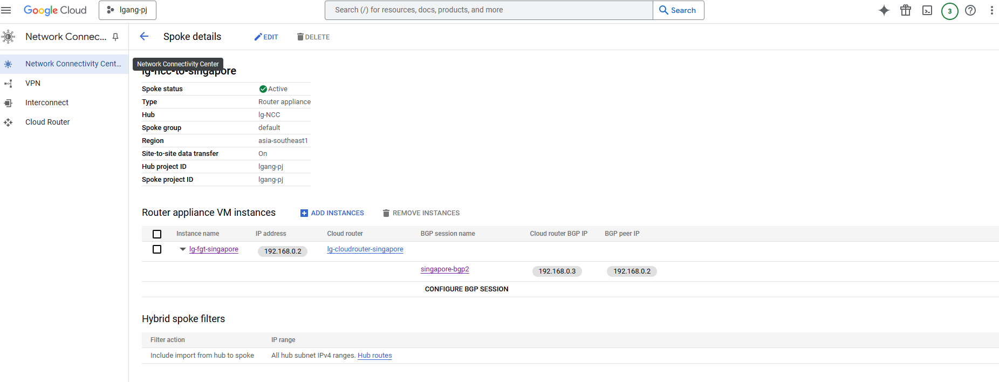 Google Cloud
lgang-pj
Search (/) for resources, docs, products, and more
Search
3
Network Connec...
Spoke details
EDIT
DELETE
Network Connectivity Cent...
VPN
Interconnect
Cloud Router
Network Connectivity Center
lg-ncc-to-singapore
Spoke status Active
Type Router appliance
Hub lg-NCC
Spoke group default
Region asia-southeast1
Site-to-site data transfer On
Hub project ID lgang-pj
Spoke project ID lgang-pj
Router appliance VM instances
ADD INSTANCES
REMOVE INSTANCES
Instance name IP address Cloud router BGP session name Cloud router BGP IP BGP peer IP
lg-fgt-singapore 192.168.0.2 lg-cloudrouter-singapore
singapore-bgp2 192.168.0.3 192.168.0.2
CONFIGURE BGP SESSION
Hybrid spoke filters
Filter action IP range
Include import from hub to spoke All hub subnet IPv4 ranges. Hub routes